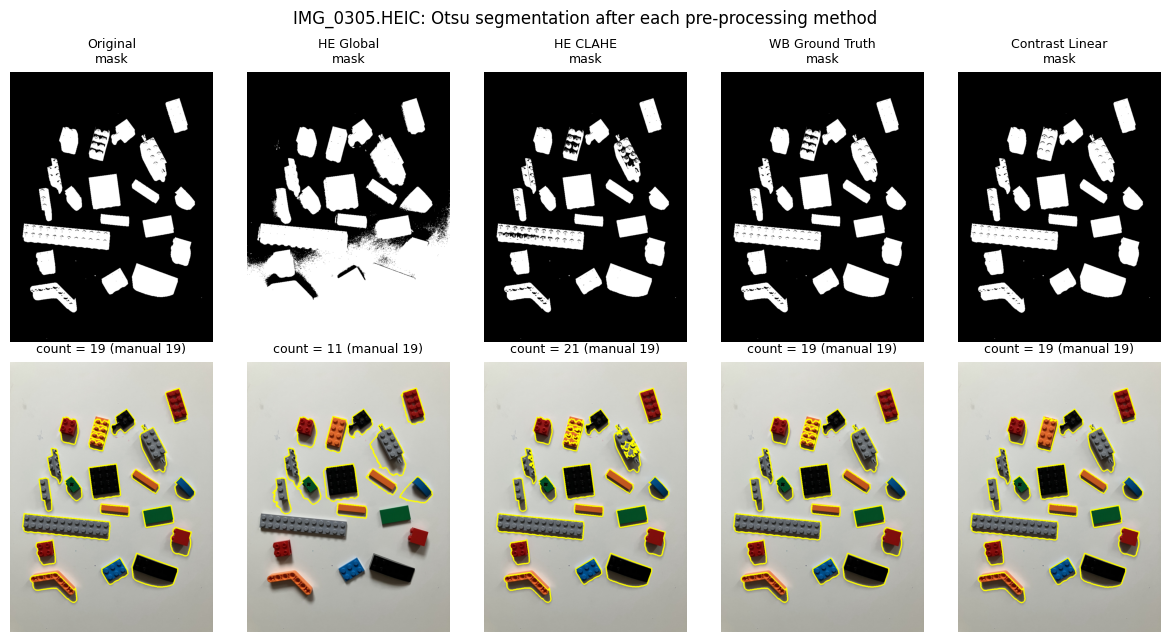 IMG_0305.HEIC: Otsu segmentation after each pre-processing method
Original
mask
HE Global
mask
HE CLAHE
mask
WB Ground Truth
mask
Contrast Linear
mask
count = 19 (manual 19)
count = 11 (manual 19)
count = 21 (manual 19)
count = 19 (manual 19)
count = 19 (manual 19)